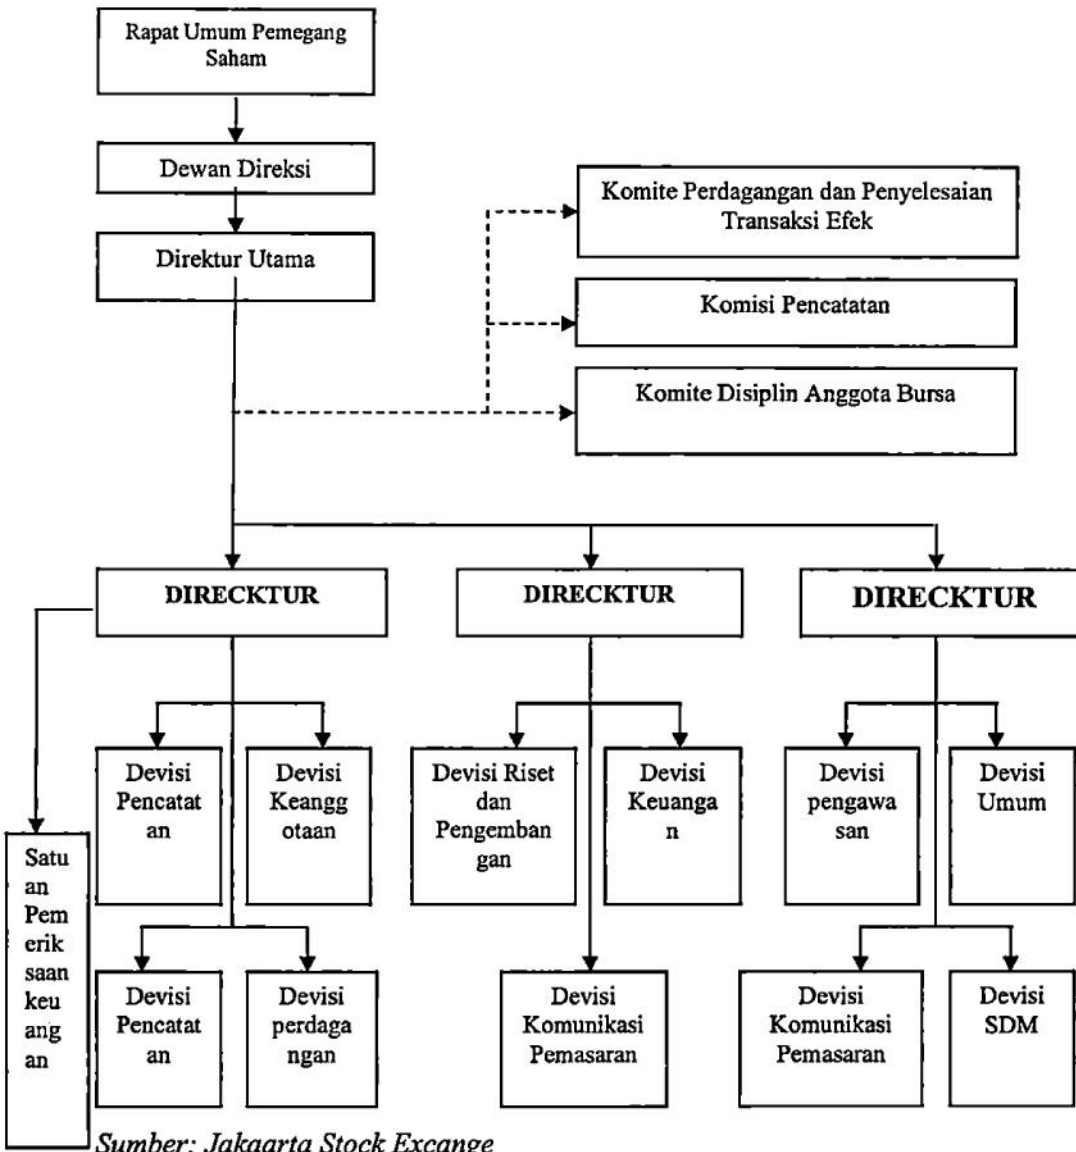 Rapat Umum Pemegang
Saham
Dewan Direksi
Direktur Utama
Komite Perdagangan dan Penyelesaian
Transaksi Efek
Komisi Pencatatan
Komite Disiplin Anggota Bursa
DIRECKTUR
DIRECKTUR
DIRECKTUR
Devisi
Pencatat
an
Devisi
Keangg
otaan
Devisi Riset
dan
Pengemban
gan
Devisi
Keuanga
n
Devisi
pengawa
san
Devisi
Umum
Satu
an
Pem
erik
saan
keu
ang
an
Devisi
Pencatat
an
Devisi
perdaga
ngan
Devisi
Komunikasi
Pemasaran
Devisi
Komunikasi
Pemasaran
Devisi
SDM
Sumber: Jakaarta Stock Excange